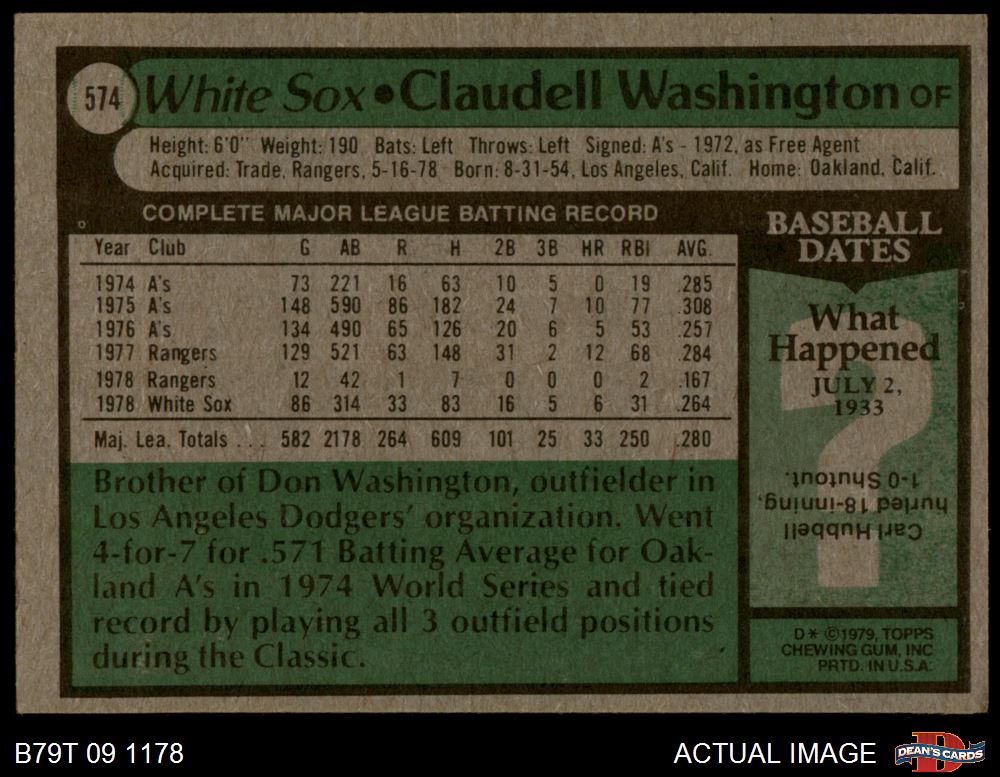 574 White Sox • Claudell Washington OF
Height: 6'0" Weight: 190 Bats: Left Throws: Left Signed: A's - 1972, as Free Agent
Acquired: Trade, Rangers, 5-16-78 Born: 8-31-54, Los Angeles, Calif. Home: Oakland, Calif.
COMPLETE MAJOR LEAGUE BATTING RECORD
Year Club G AB R H 2B 3B HR RBI AVG.
1974 A's 73 221 16 63 10 5 0 19 .285
1975 A's 148 590 86 182 24 7 10 77 .308
1976 A's 134 490 65 126 20 6 5 53 .257
1977 Rangers 129 521 63 148 31 2 12 68 .284
1978 Rangers 12 42 1 7 0 0 0 2 .167
1978 White Sox 86 314 33 83 16 5 6 31 .264
Maj. Lea. Totals ... 582 2178 264 609 101 25 33 250 .280
Brother of Don Washington, outfielder in
Los Angeles Dodgers' organization. Went
4-for-7 for .571 Batting Average for Oak-
land A's in 1974 World Series and tied
record by playing all 3 outfield positions
during the Classic.
BASEBALL
DATES
What
Happened
JULY 2,
1933
?
Carl Hubbell
hurled 18-inning,
1-0 Shutout.
D* ©1979, TOPPS
CHEWING GUM, INC
PRTD. IN U.S.A.
B79T 09 1178
ACTUAL IMAGE
D
DEAN'S CARDS